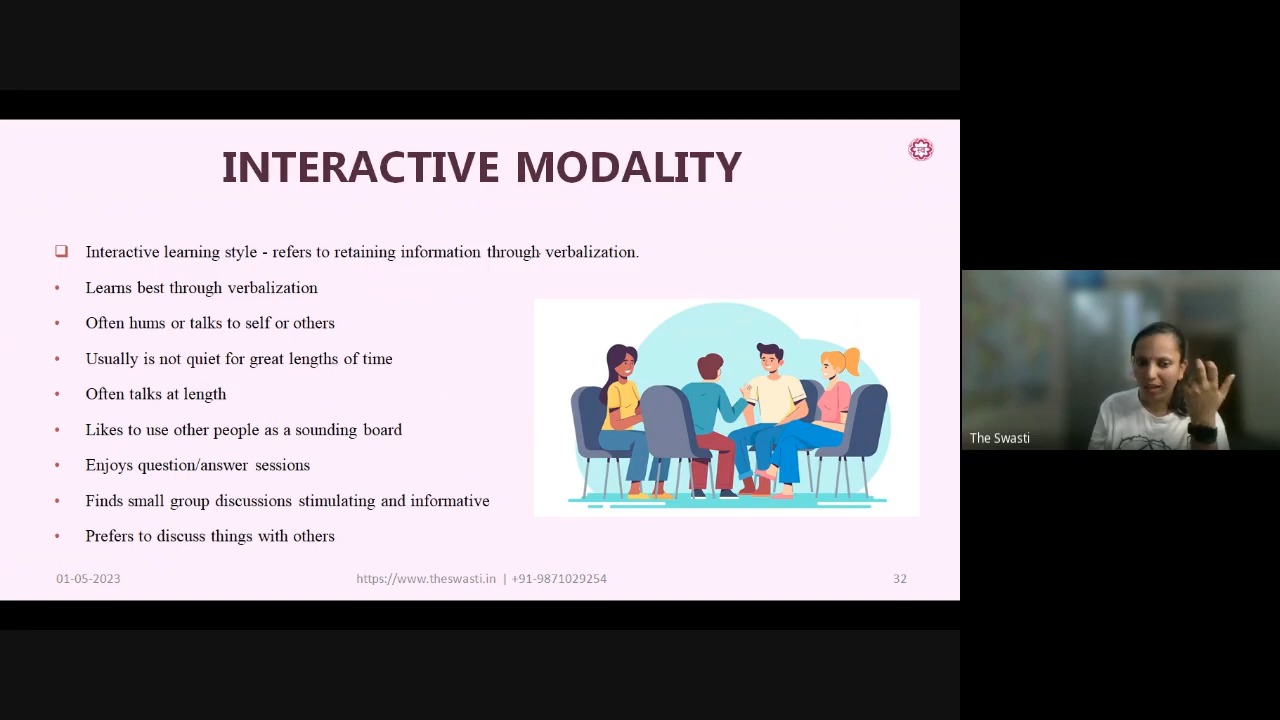 INTERACTIVE MODALITY
Interactive learning style - refers to retaining information through verbalization.
Learns best through verbalization
Often hums or talks to self or others
Usually is not quiet for great lengths of time
Often talks at length
Likes to use other people as a sounding board
Enjoys question/answer sessions
Finds small group discussions stimulating and informative
Prefers to discuss things with others
01-05-2023
https://www.theswasti.in | +91-9871029254
32
The Swasti